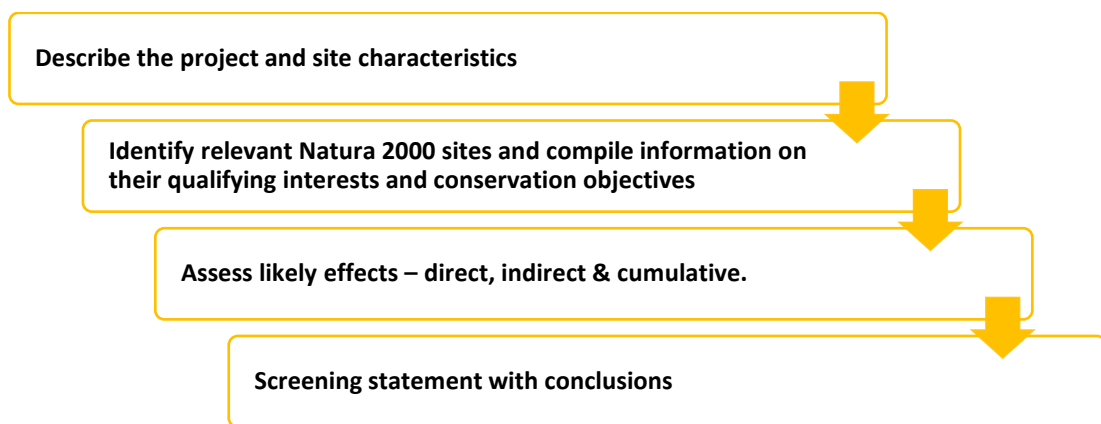 Describe the project and site characteristics
Identify relevant Natura 2000 sites and compile information on
their qualifying interests and conservation objectives
Assess likely effects – direct, indirect & cumulative.
Screening statement with conclusions